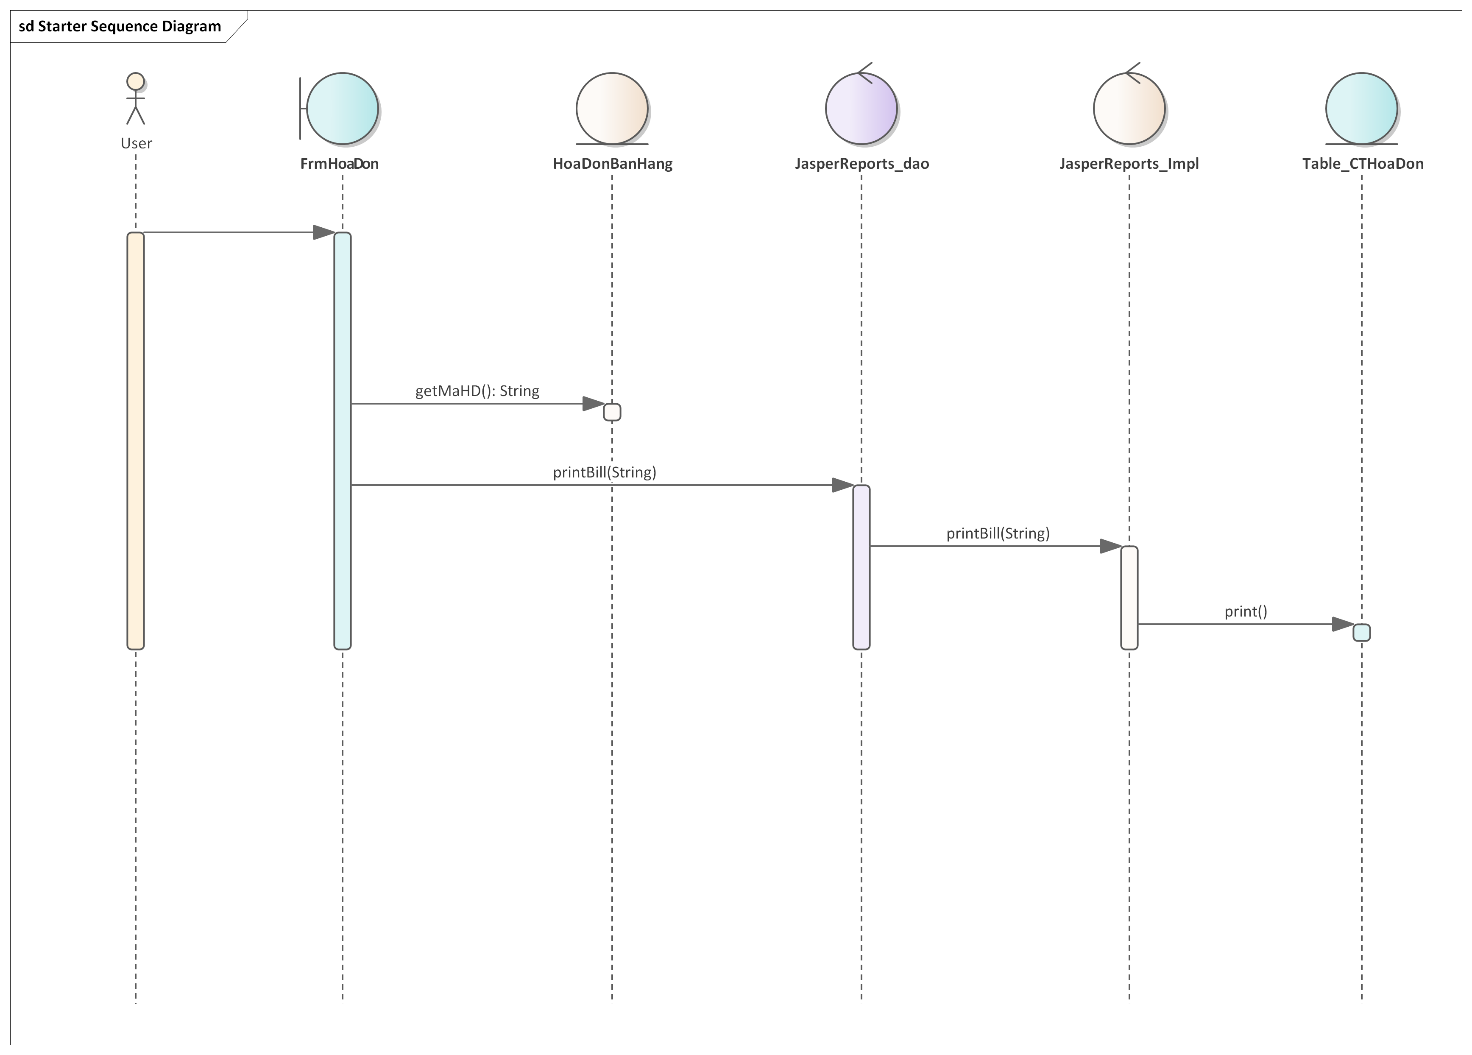 sd Starter Sequence Diagram
User
FrmHoaDon
HoaDonBanHang
JasperReports_dao
JasperReports_Impl
Table_CTHoaDon
getMaHD(): String
printBill(String)
printBill(String)
print()